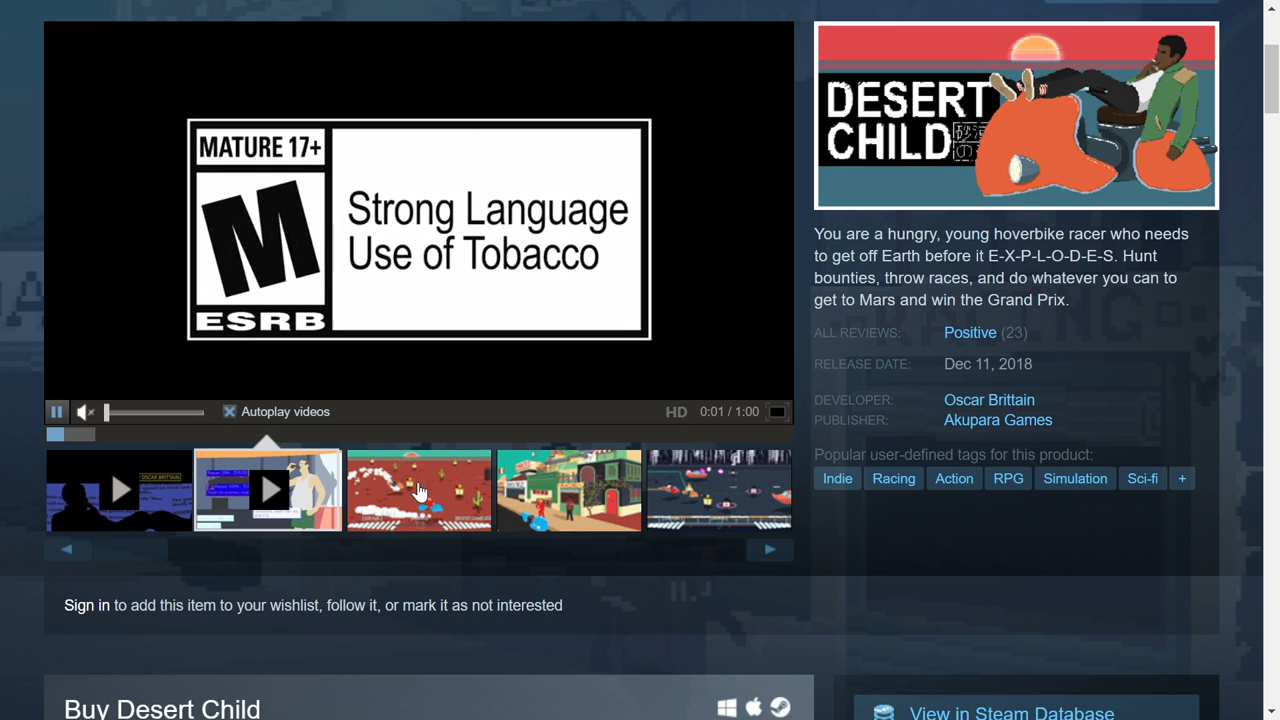 MATURE 17+
M
ESRB
Strong Language
Use of Tobacco
Autoplay videos
HD
0:01 / 1:00
OSCAR BRITTAIN
Sign in to add this item to your wishlist, follow it, or mark it as not interested
Buy Desert Child
DESERT
CHILD
You are a hungry, young hoverbike racer who needs
to get off Earth before it E-X-P-L-O-D-E-S. Hunt
bounties, throw races, and do whatever you can to
get to Mars and win the Grand Prix.
ALL REVIEWS: Positive (23)
RELEASE DATE: Dec 11, 2018
DEVELOPER: Oscar Brittain
PUBLISHER: Akupara Games
Popular user-defined tags for this product:
Indie Racing Action RPG Simulation Sci-fi +
View in Steam Database